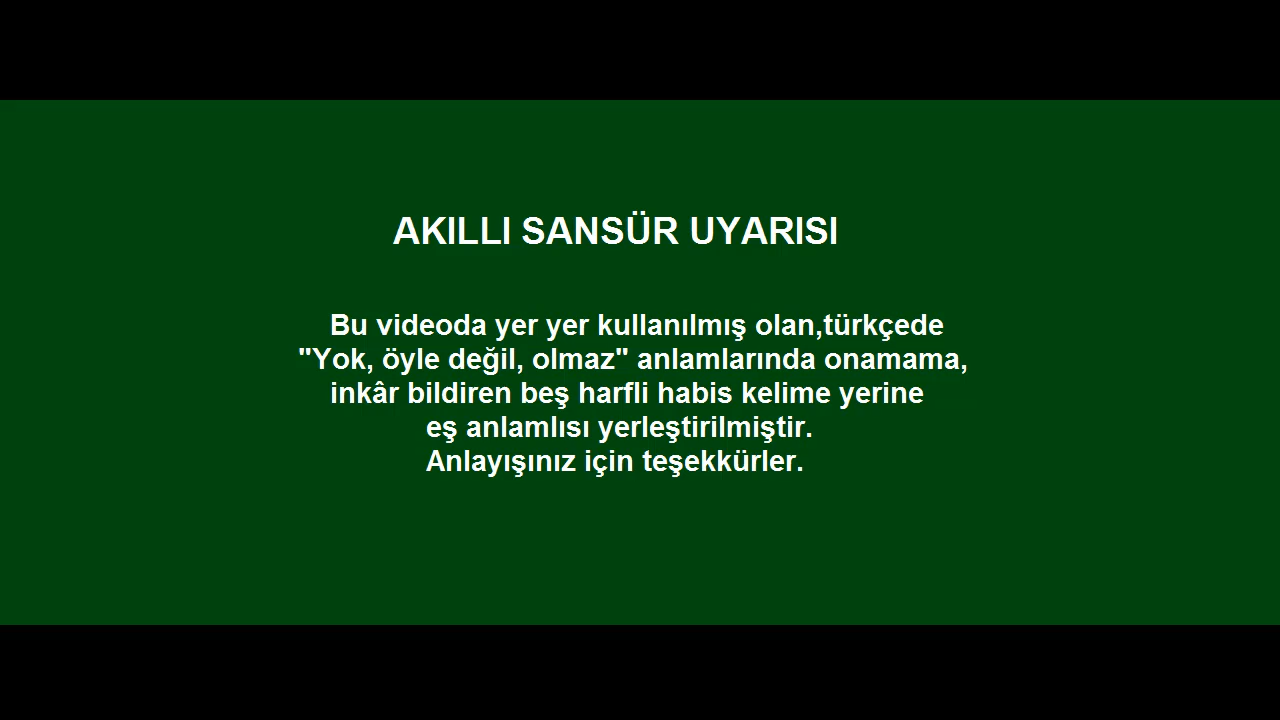 AKILLI SANSÜR UYARISI
Bu videoda yer yer kullanılmış olan,türkçede
"Yok, öyle değil, olmaz" anlamlarında onamama,
inkâr bildiren beş harfli habis kelime yerine
eş anlamlısı yerleştirilmiştir.
Anlayışınız için teşekkürler.